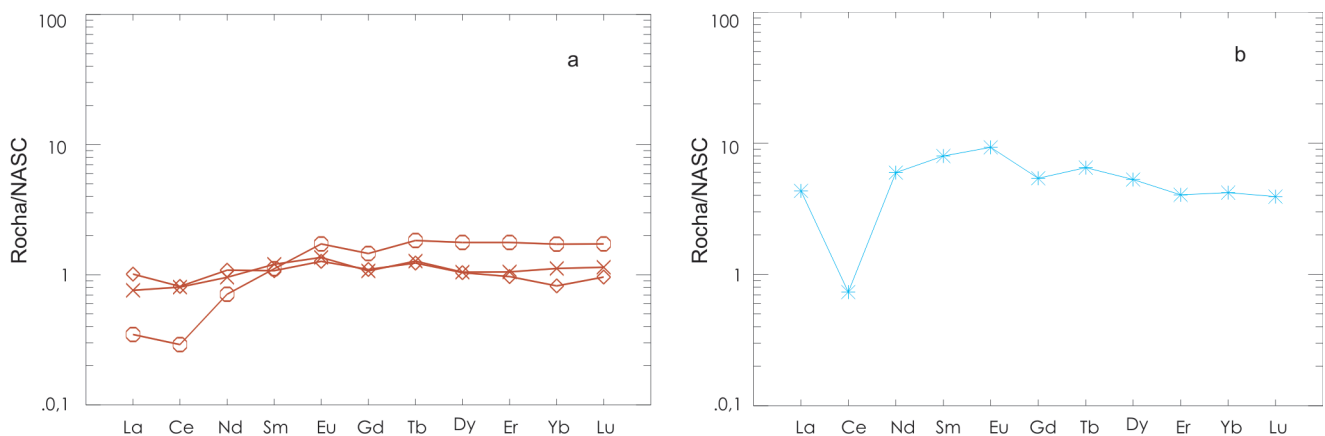 a
100
10
1
.0,1
Rocha/NASC
La Ce Nd Sm Eu Gd Tb Dy Er Yb Lu
b
100
10
1
.0,1
Rocha/NASC
La Ce Nd Sm Eu Gd Tb Dy Er Yb Lu